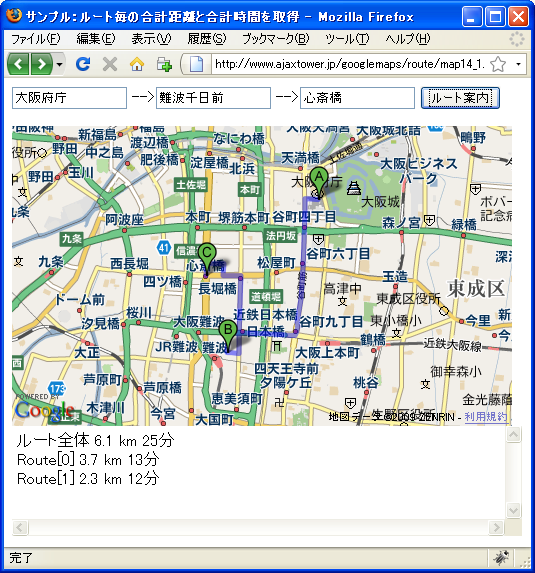 サンプル：ルート毎の合計距離と合計時間を取得 - Mozilla Firefox
ファイル(F) 編集(E) 表示(V) 履歴(S) ブックマーク(B) ツール(T) ヘルプ(H)
http://www.ajaxtower.jp/googlemaps/route/map14_1.
大阪府庁 --> 難波千日前 --> 心斎橋 ルート案内
新福島 なにわ橋
野田 中之島 渡辺橋 淀屋橋 北浜 天満橋 大阪ビジネス
パーク 鴫野
玉川 肥後橋
土佐堀 本町 A 大阪城
阿波座 本町 堺筋本町 谷町四丁目 森ノ宮 緑橋
九条 法円坂
九条 西長堀 41 信濃 C 心斎橋 松屋町 谷町六丁目
四ツ橋 長堀橋 玉造
ドーム前 道頓堀 高津中 東成区役所 東成区
汐見橋 桜川 大阪難波 近鉄日本橋 谷町九丁目 東小橋小 今里
大正 JR難波 難波 B 日本橋 大阪上本町 鶴橋 近鉄大阪線
芦原町 四天王寺前
夕陽ケ丘 御幸森小
173 芦原橋 恵美須町 桃谷
POWERED BY
Google 木津川 今宮 大国町
地図データ ©2009 ZENRIN - 利用規約
ルート全体 6.1 km 25分
Route[0] 3.7 km 13分
Route[1] 2.3 km 12分
完了